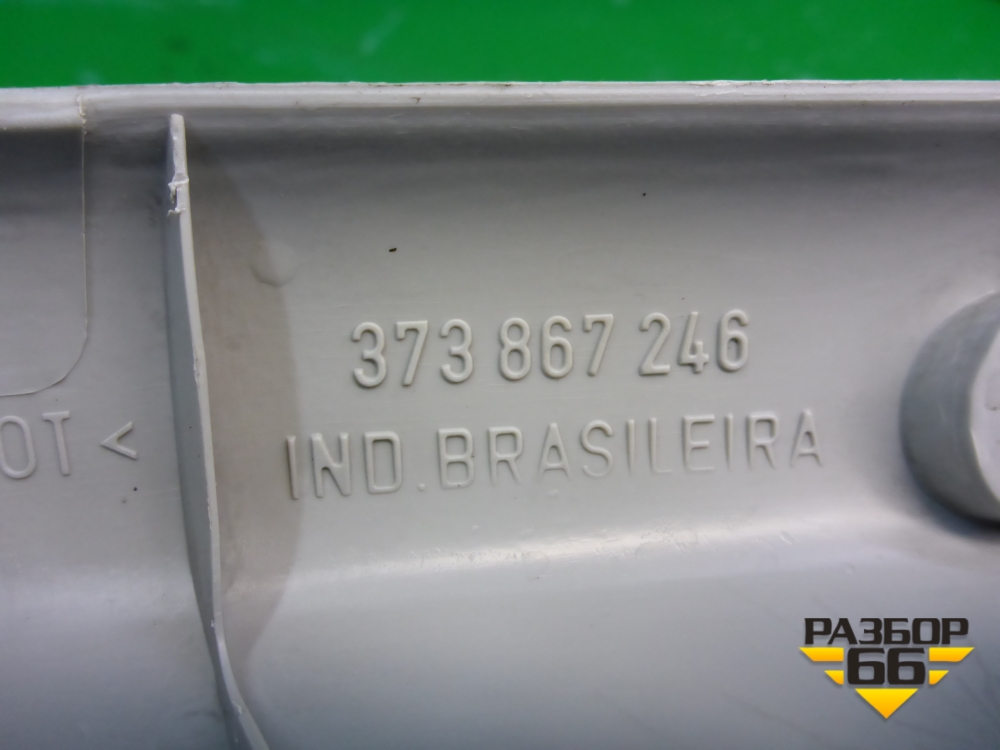 373 867 246
OT <
IND.BRASILEIRA
РАЗБОР
66